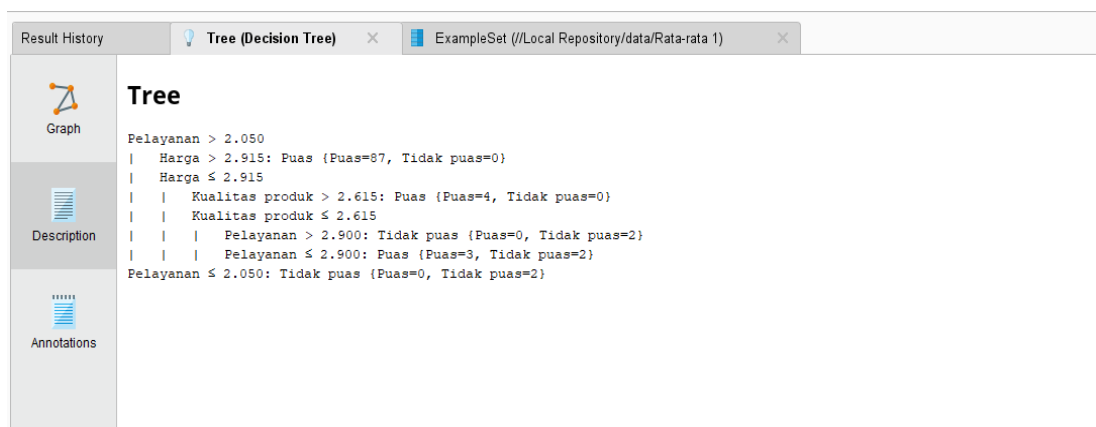 Result History
Tree (Decision Tree)
ExampleSet (//Local Repository/data/Rata-rata 1)
Graph
Description
Annotations
Tree
Pelayanan > 2.050
|   Harga > 2.915: Puas {Puas=87, Tidak puas=0}
|   Harga ≤ 2.915
|   |   Kualitas produk > 2.615: Puas {Puas=4, Tidak puas=0}
|   |   Kualitas produk ≤ 2.615
|   |   |   Pelayanan > 2.900: Tidak puas {Puas=0, Tidak puas=2}
|   |   |   Pelayanan ≤ 2.900: Puas {Puas=3, Tidak puas=2}
Pelayanan ≤ 2.050: Tidak puas {Puas=0, Tidak puas=2}